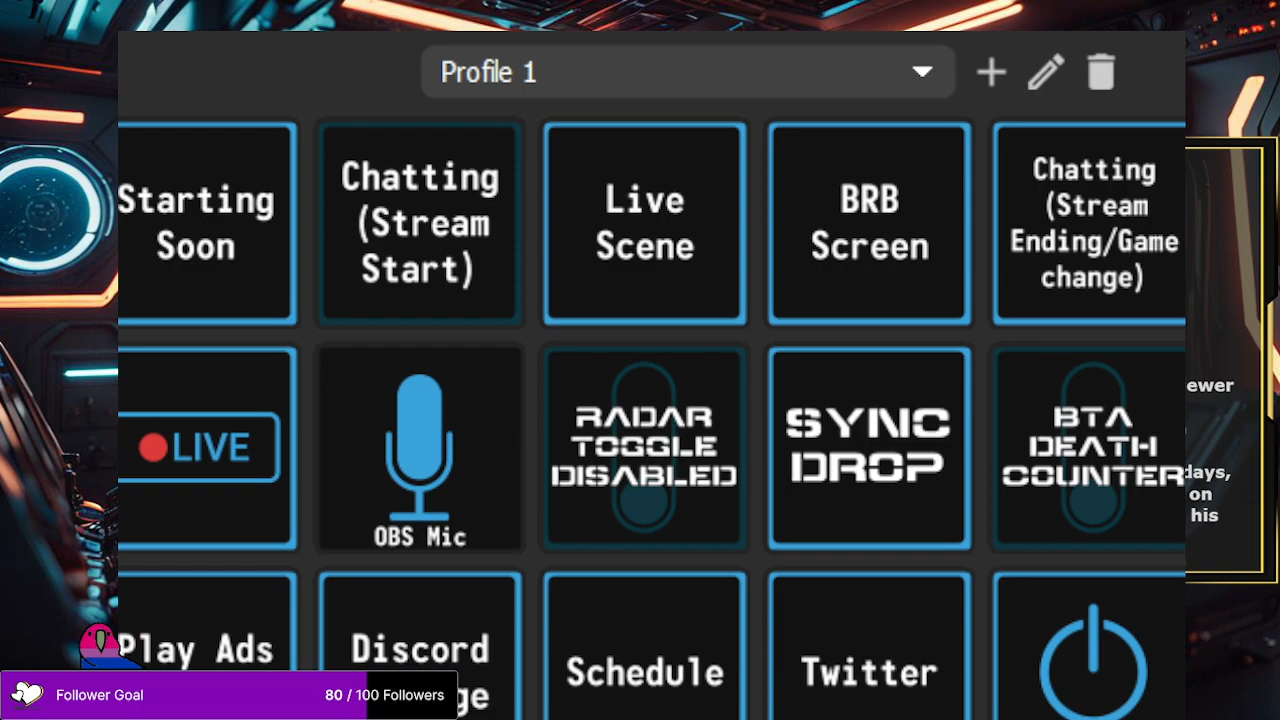 Profile 1
Starting
Soon
Chatting
(Stream
Start)
Live
Scene
BRB
Screen
Chatting
(Stream
Ending/Game
change)
LIVE
OBS Mic
RADAR
TOGGLE
DISABLED
SYNC
DROP
BTA
DEATH
COUNTER
ewer
days,
on
his
Play Ads
Discord
ge
Schedule
Twitter
Follower Goal
80 / 100 Followers